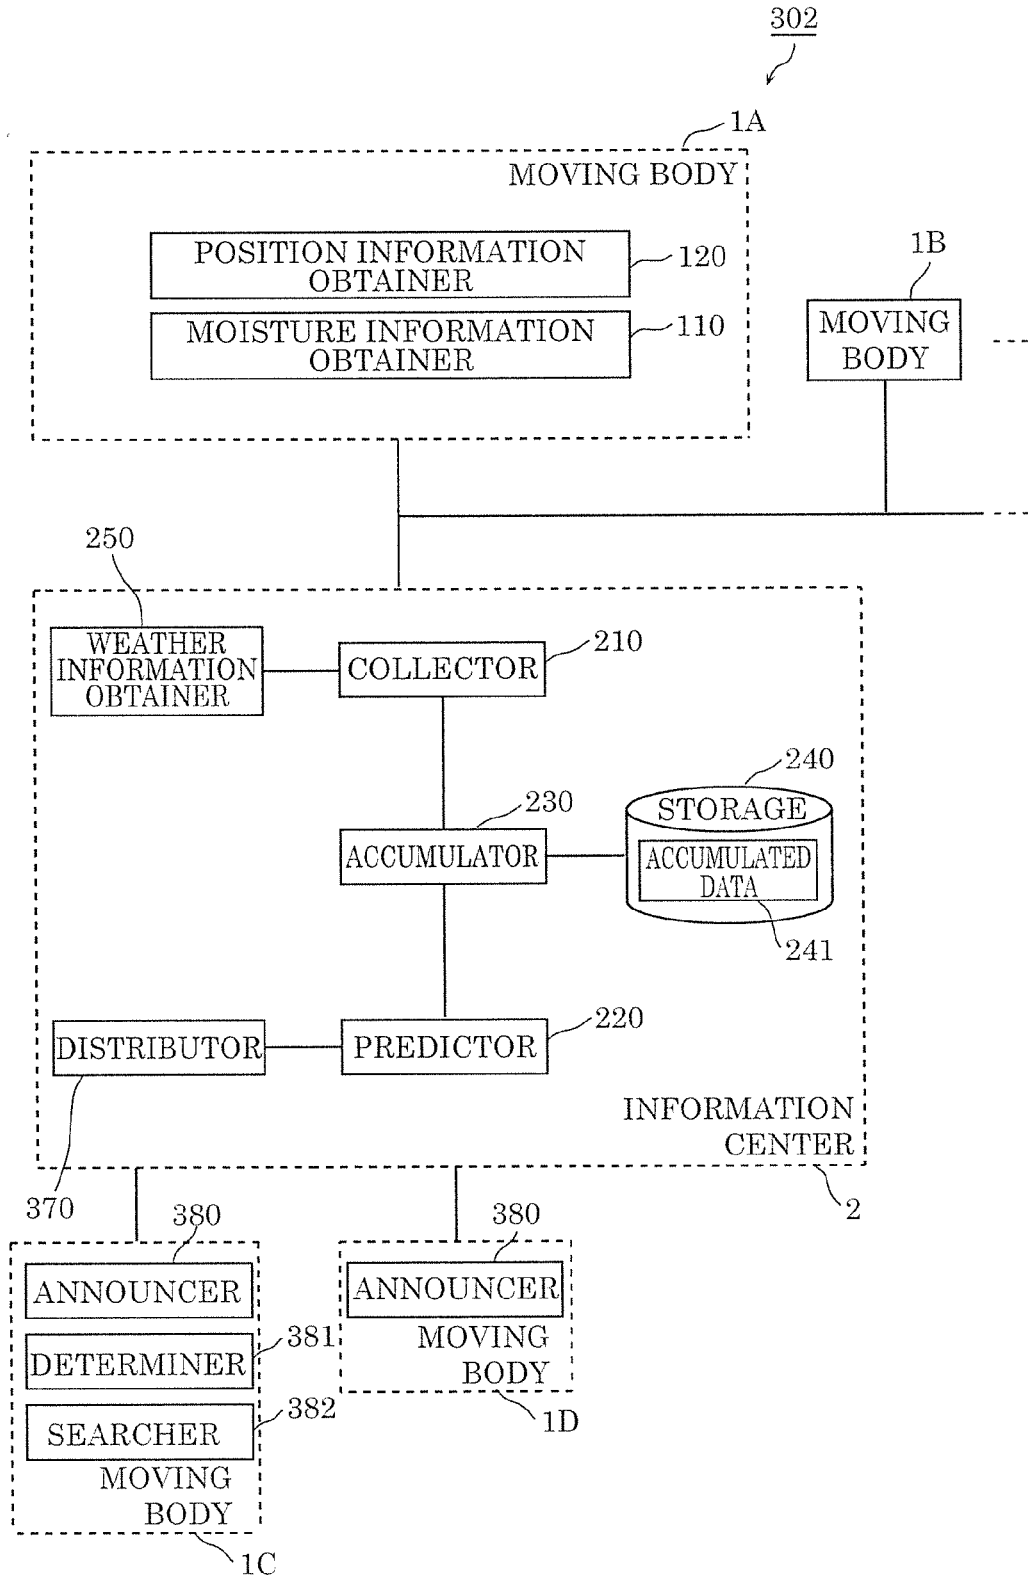 302
1A
MOVING BODY
POSITION INFORMATION
OBTAINER
120
MOISTURE INFORMATION
OBTAINER
110
1B
MOVING
BODY
250
WEATHER
INFORMATION
OBTAINER
COLLECTOR
210
240
STORAGE
230
ACCUMULATOR
ACCUMULATED
DATA
241
220
DISTRIBUTOR
PREDICTOR
INFORMATION
CENTER
370
2
380
ANNOUNCER
381
DETERMINER
382
SEARCHER
MOVING
BODY
1C
380
ANNOUNCER
MOVING
BODY
1D